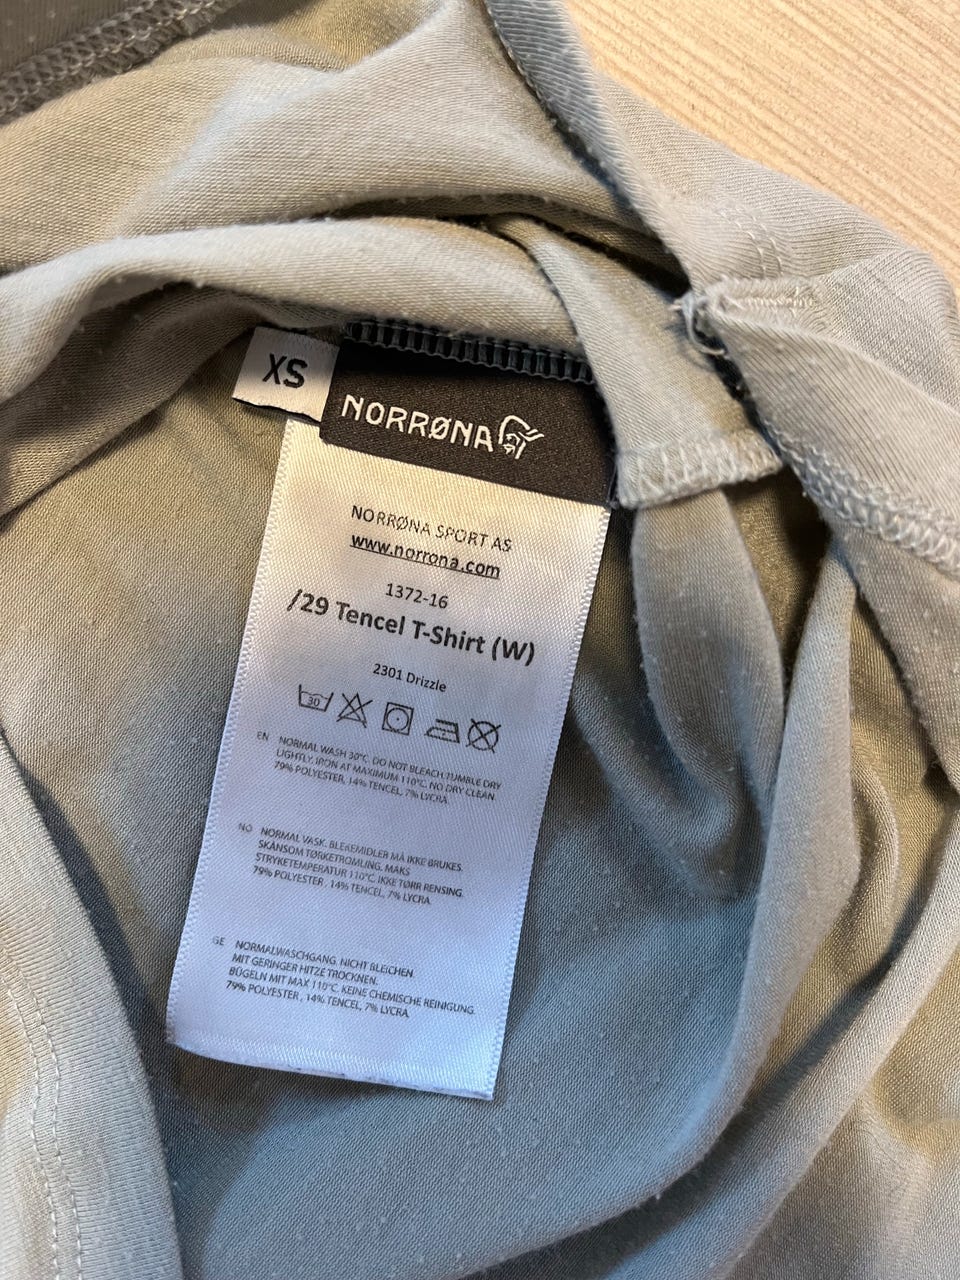 XS
NORRØNA
NORRØNA SPORT AS
www.norrona.com
1372-16
/29 Tencel T-Shirt (W)
2301 Drizzle
30
EN NORMAL WASH 30°C. DO NOT BLEACH.TUMBLE DRY
LIGHTLY. IRON AT MAXIMUM 110°C. NO DRY CLEAN
79% POLYESTER, 14% TENCEL, 7% LYCRA.
NO NORMAL VASK. BLEKEMIDLER MÅ IKKE BRUKES.
SKÅNSOM TØRKETROMLING. MAKS
STRYKETEMPERATUR 110°C. IKKE TØRR RENSING.
79% POLYESTER , 14% TENCEL, 7% LYCRA.
GE NORMALWASCHGANG. NICHT BLEICHEN.
MIT GERINGER HITZE TROCKNEN.
BÜGELN MIT MAX 110°C. KEINE CHEMISCHE REINIGUNG.
79% POLYESTER , 14% TENCEL, 7% LYCRA.